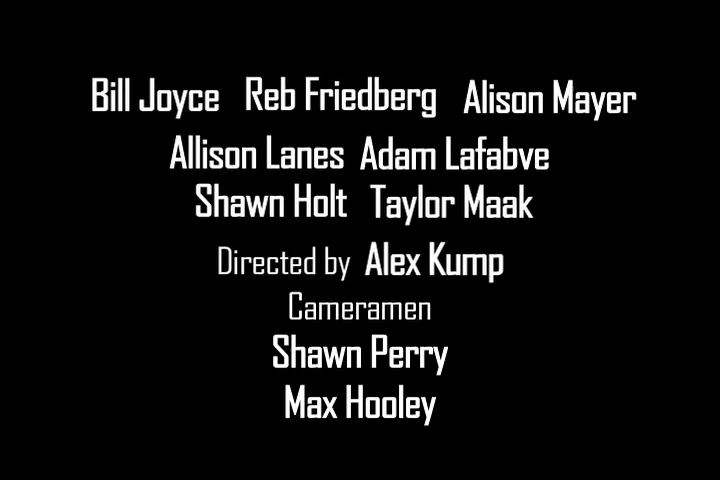 Bill Joyce Reb Friedberg Alison Mayer
Allison Lanes Adam Lafabve
Shawn Holt Taylor Maak
Directed by Alex Kump
Cameramen
Shawn Perry
Max Hooley